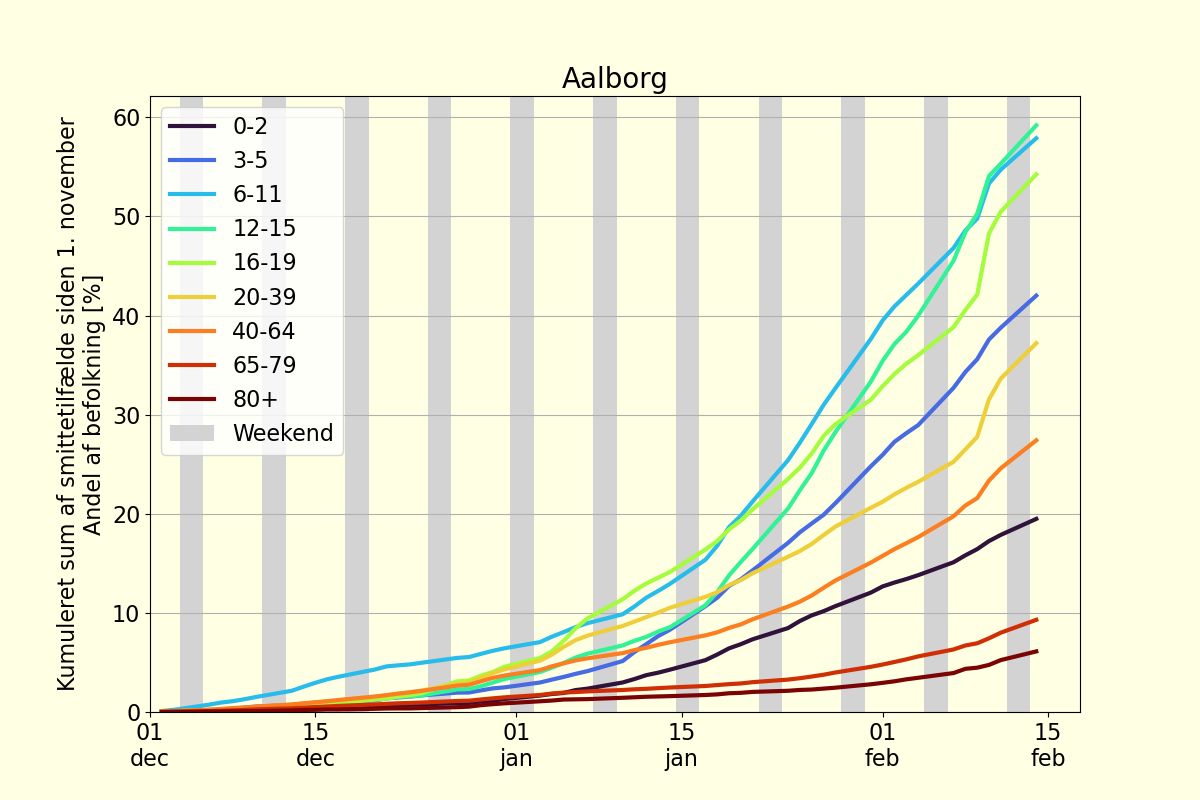 Aalborg
Kumuleret sum af smittetilfælde siden 1. november
Andel af befolkning [%]
60
50
40
30
20
10
0
0-2
3-5
6-11
12-15
16-19
20-39
40-64
65-79
80+
Weekend
01 15 01 15 01 15
dec dec jan jan feb feb